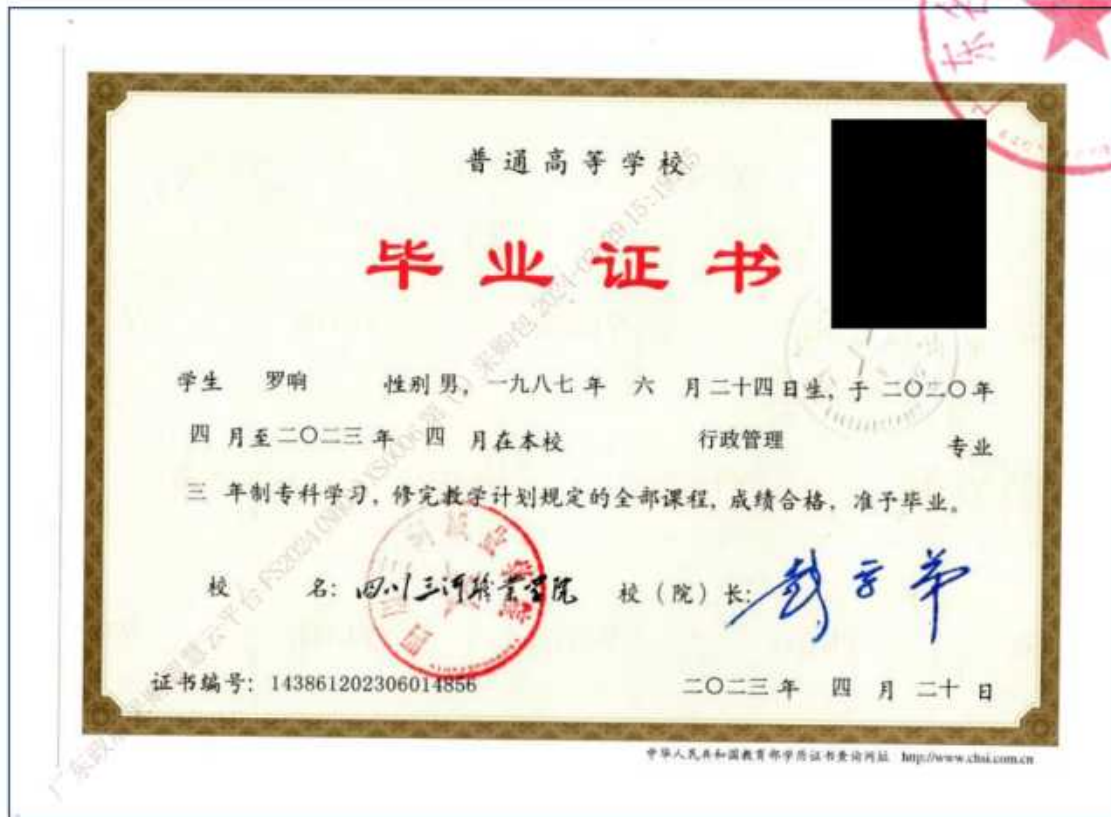 普通高等学校
毕业证书
学生 罗响 性别 男, 一九八七年 六 月 二十四日生, 于 二〇二〇年
四 月至 二〇二三 年 四 月在本校 行政管理 专业
三 年制专科学习, 修完教学计划规定的全部课程, 成绩合格, 准予毕业。
校 名: 四川三河职业学院 校(院)长:
证书编号: 143861202306014856 二〇二三 年 四 月 二十 日
中华人民共和国教育部学历证书查询网址 http://www.chsi.com.cn